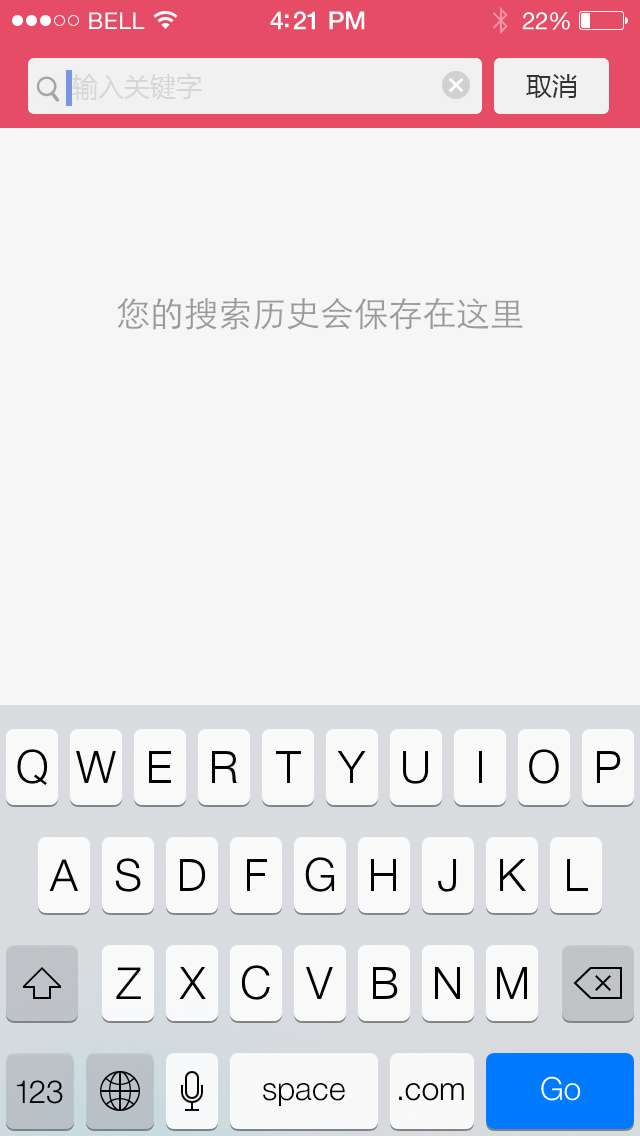 BELL 4:21 PM 22%
输入关键字 取消
您的搜索历史会保存在这里
Q W E R T Y U I O P
A S D F G H J K L
Z X C V B N M
123 space .com Go